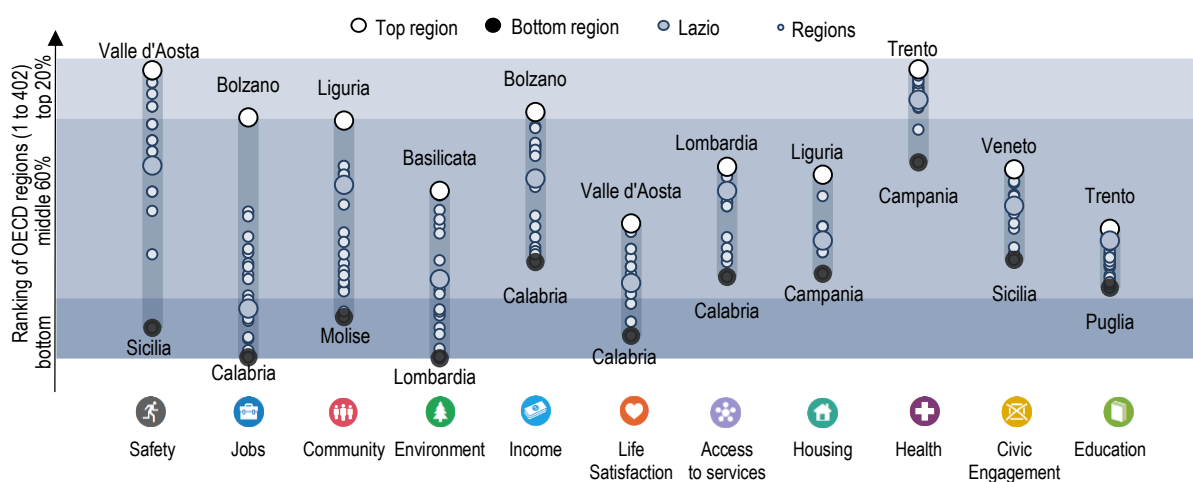 Top region
Bottom region
Lazio
Regions
Ranking of OECD regions (1 to 402)
bottom
middle 60%
top 20%
Valle d'Aosta
Sicilia
Bolzano
Calabria
Liguria
Molise
Basilicata
Lombardia
Bolzano
Calabria
Valle d'Aosta
Calabria
Lombardia
Calabria
Liguria
Campania
Trento
Campania
Veneto
Sicilia
Trento
Puglia
Safety
Jobs
Community
Environment
Income
Life
Satisfaction
Access
to services
Housing
Health
Civic
Engagement
Education